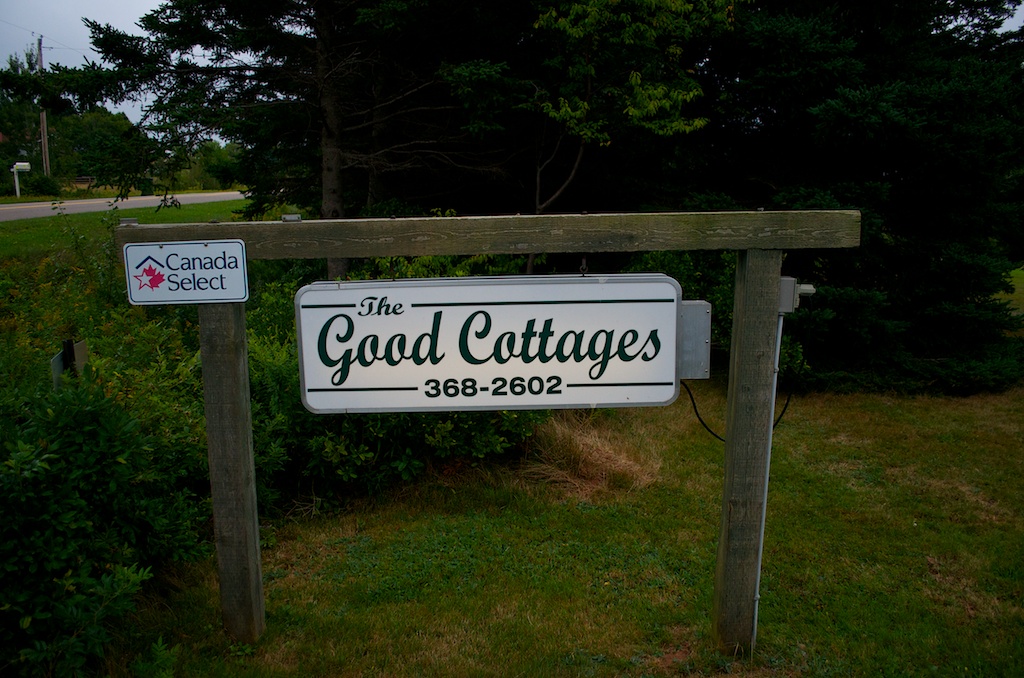 Canada
Select
The
Good Cottages
368-2602